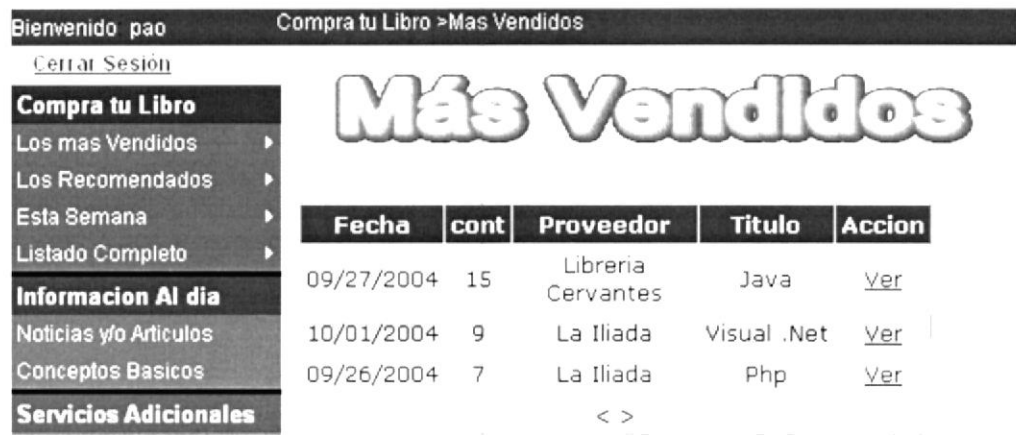 Bienvenido pao
Compra tu Libro >Mas Vendidos
Cerrar Sesión
Compra tu Libro
Los mas Vendidos
Los Recomendados
Esta Semana
Listado Completo
Informacion Al dia
Noticias y/o Articulos
Conceptos Basicos
Servicios Adicionales
Más Vendidos
Fecha cont Proveedor Titulo Accion
09/27/2004 15 Libreria Cervantes Java Ver
10/01/2004 9 La Iliada Visual .Net Ver
09/26/2004 7 La Iliada Php Ver
< >